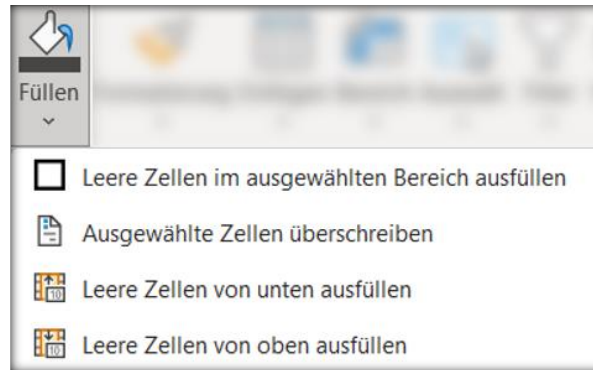 Füllen
Leere Zellen im ausgewählten Bereich ausfüllen
Ausgewählte Zellen überschreiben
Leere Zellen von unten ausfüllen
Leere Zellen von oben ausfüllen